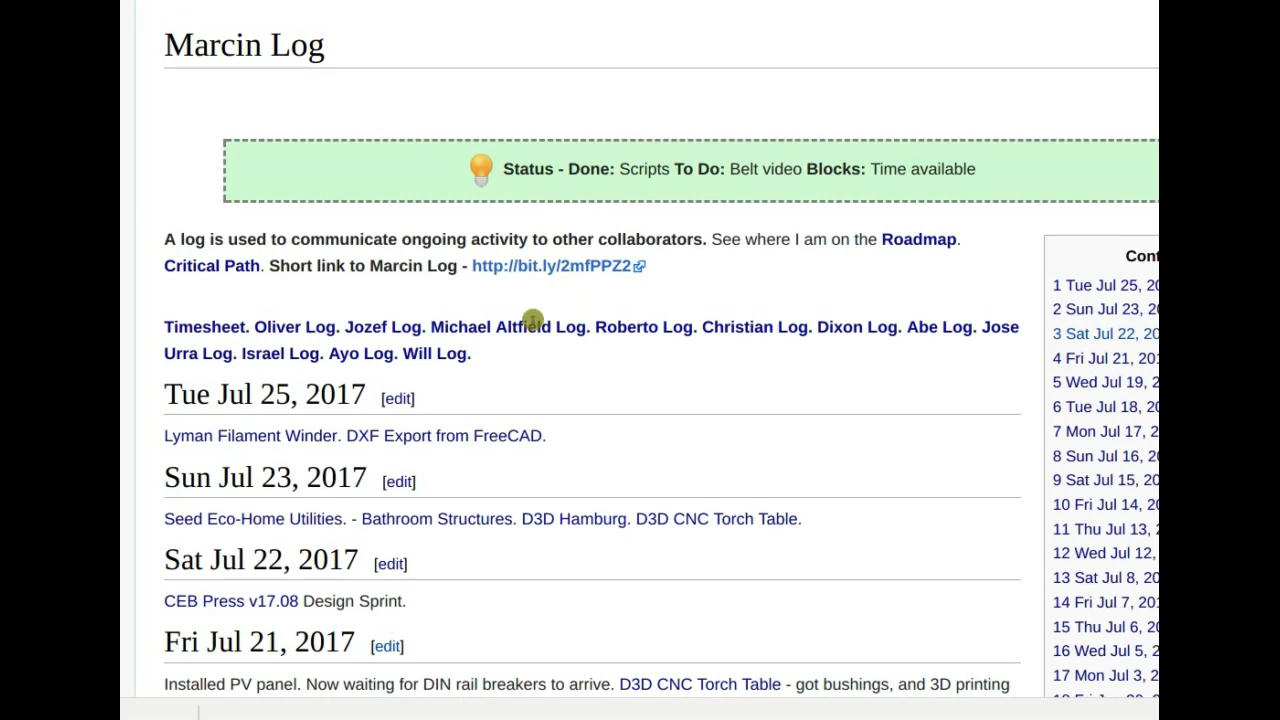 Marcin Log
Status - Done: Scripts To Do: Belt video Blocks: Time available
A log is used to communicate ongoing activity to other collaborators. See where I am on the Roadmap.
Critical Path. Short link to Marcin Log - http://bit.ly/2mfPPZ2
Timesheet. Oliver Log. Jozef Log. Michael Altfield Log. Roberto Log. Christian Log. Dixon Log. Abe Log. Jose
Urra Log. Israel Log. Ayo Log. Will Log.
Tue Jul 25, 2017 [edit]
Lyman Filament Winder. DXF Export from FreeCAD.
Sun Jul 23, 2017 [edit]
Seed Eco-Home Utilities. - Bathroom Structures. D3D Hamburg. D3D CNC Torch Table.
Sat Jul 22, 2017 [edit]
CEB Press v17.08 Design Sprint.
Fri Jul 21, 2017 [edit]
Installed PV panel. Now waiting for DIN rail breakers to arrive. D3D CNC Torch Table - got bushings, and 3D printing
Cont
1 Tue Jul 25, 20
2 Sun Jul 23, 20
3 Sat Jul 22, 20
4 Fri Jul 21, 201
5 Wed Jul 19, 2
6 Tue Jul 18, 20
7 Mon Jul 17, 2
8 Sun Jul 16, 20
9 Sat Jul 15, 20
10 Fri Jul 14, 20
11 Thu Jul 13, 2
12 Wed Jul 12,
13 Sat Jul 8, 20
14 Fri Jul 7, 201
15 Thu Jul 6, 20
16 Wed Jul 5, 2
17 Mon Jul 3, 2